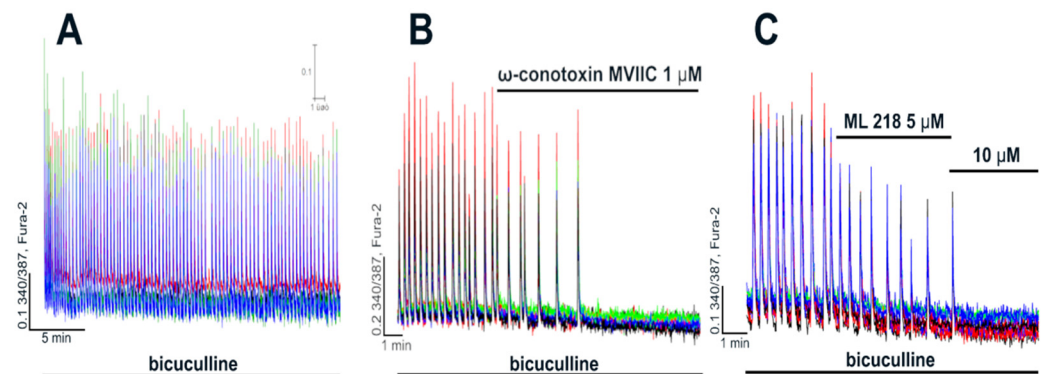 A
0.1
0.1 340/387, Fura-2
5 min
bicuculline
B
ω-conotoxin MVIIC 1 µM
0.2 340/387, Fura-2
1 min
bicuculline
C
ML 218 5 µM
10 µM
0.1 340/387, Fura-2
1 min
bicuculline